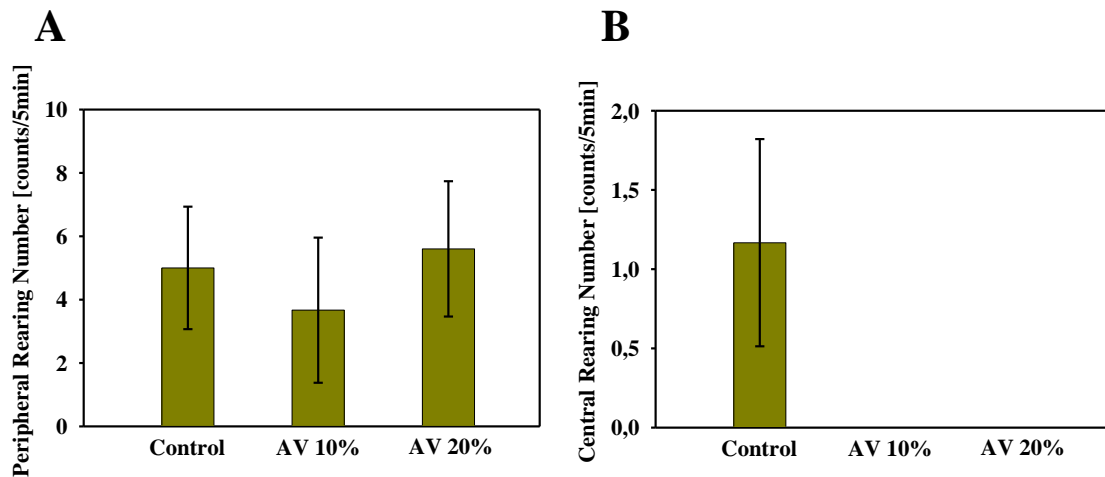 A
Peripheral Rearing Number [counts/5min]
10
8
6
4
2
0
Control AV 10% AV 20%
B
Central Rearing Number [counts/5min]
2,0
1,5
1,0
0,5
0,0
Control AV 10% AV 20%